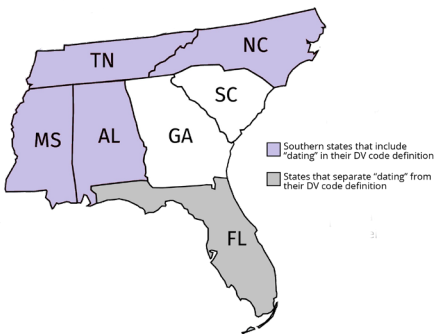 TN
NC
SC
MS
AL
GA
FL
Southern states that include
"dating" in their DV code definition
States that separate "dating" from
their DV code definition